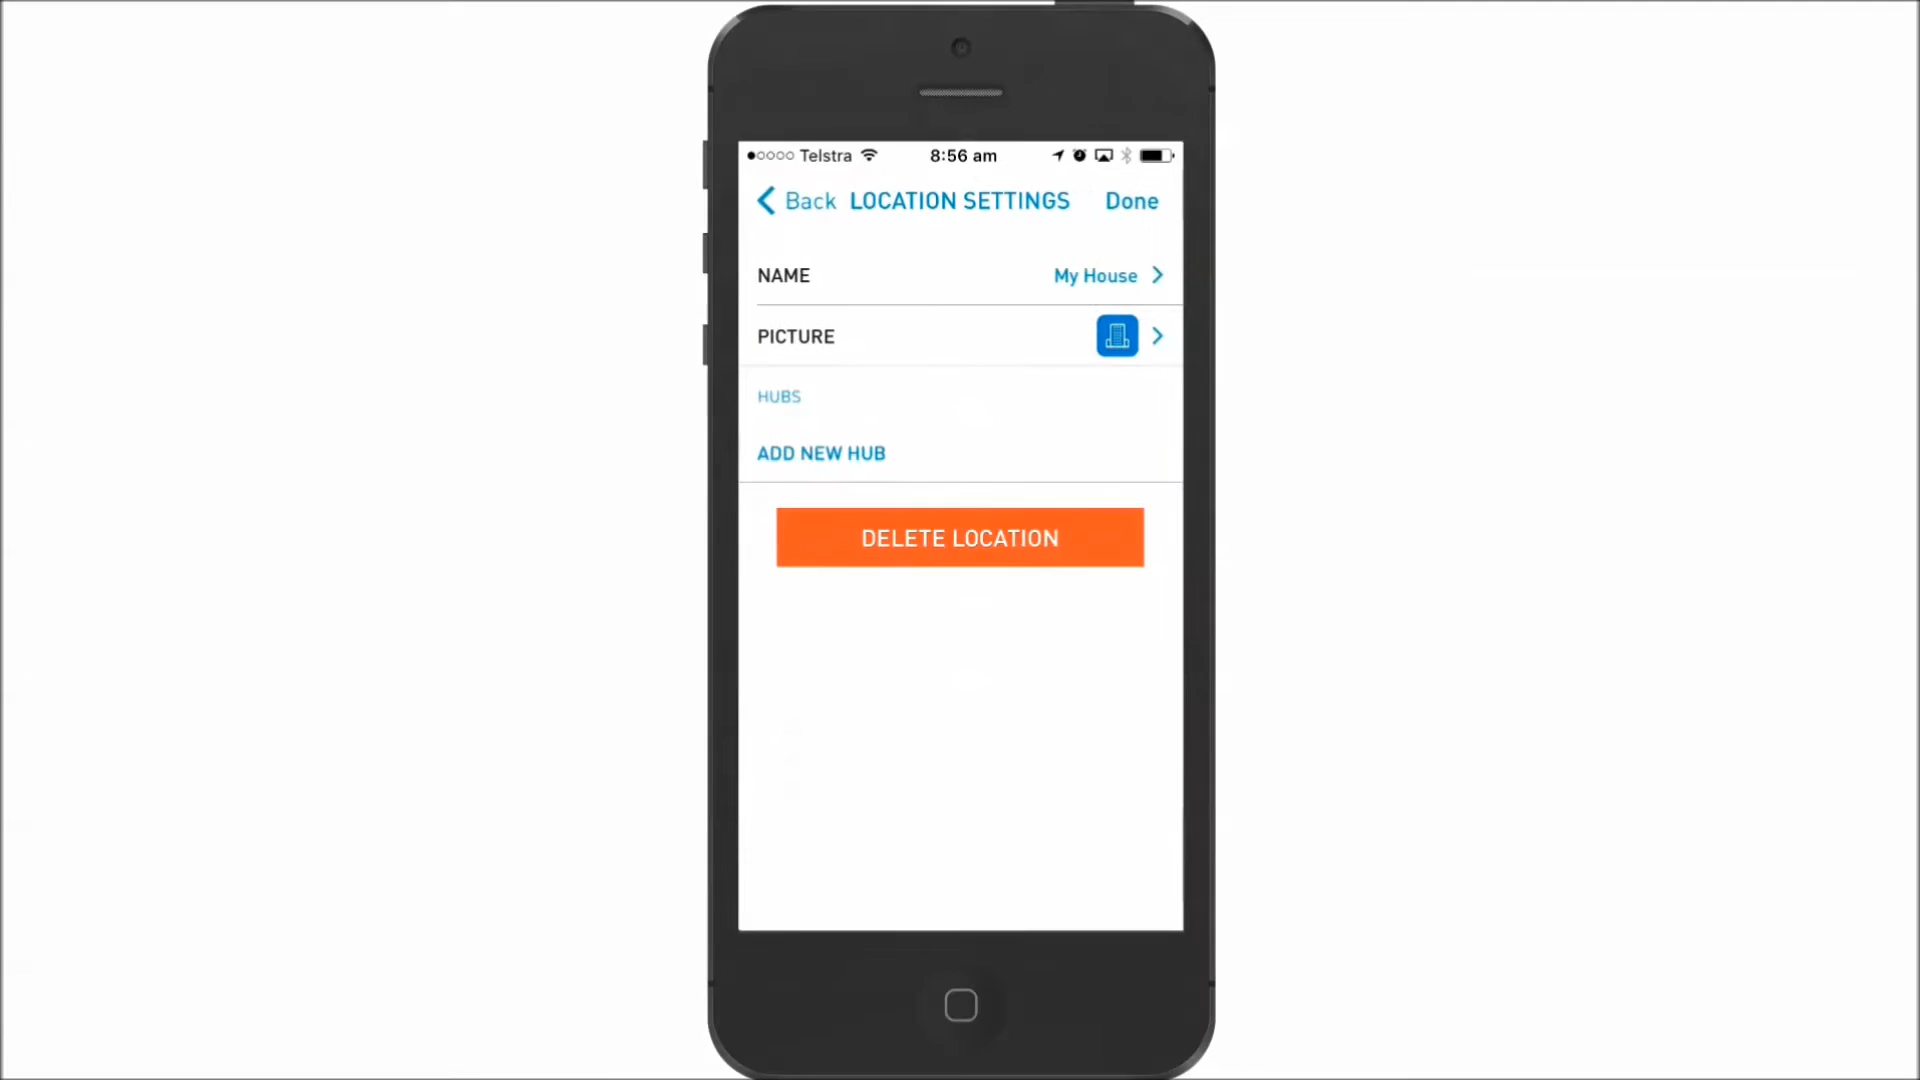 Telstra 8:56 am
Back LOCATION SETTINGS Done
NAME My House
PICTURE
HUBS
ADD NEW HUB
DELETE LOCATION